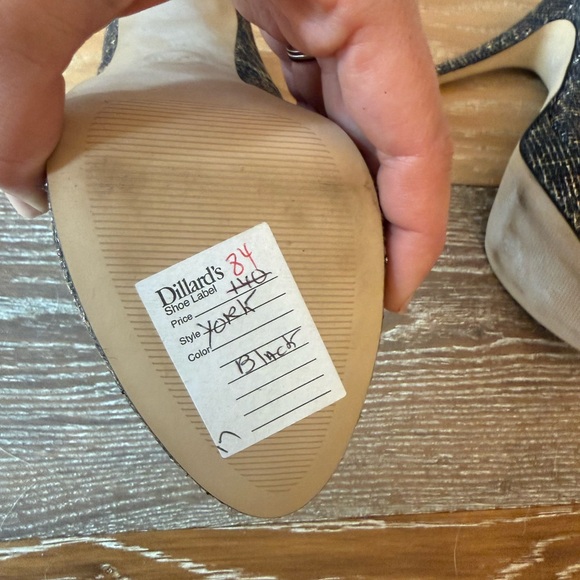 Dillard's 84
Shoe Label
Price 140
Style York
Color
Black